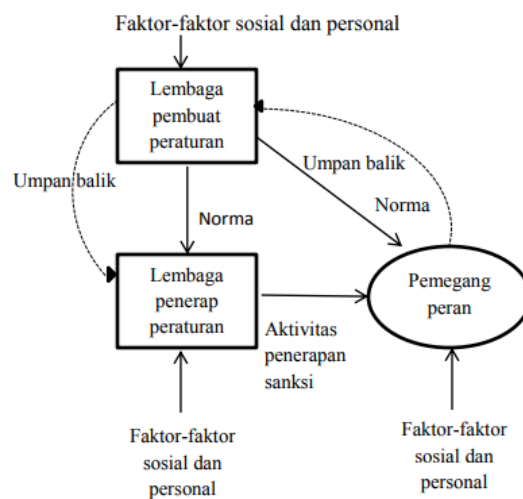 Faktor-faktor sosial dan personal
Lembaga
pembuat
peraturan
Umpan balik
Umpan balik
Norma
Norma
Lembaga
penerap
peraturan
Pemegang
peran
Aktivitas
penerapan
sanksi
Faktor-faktor
sosial dan
personal
Faktor-faktor
sosial dan
personal